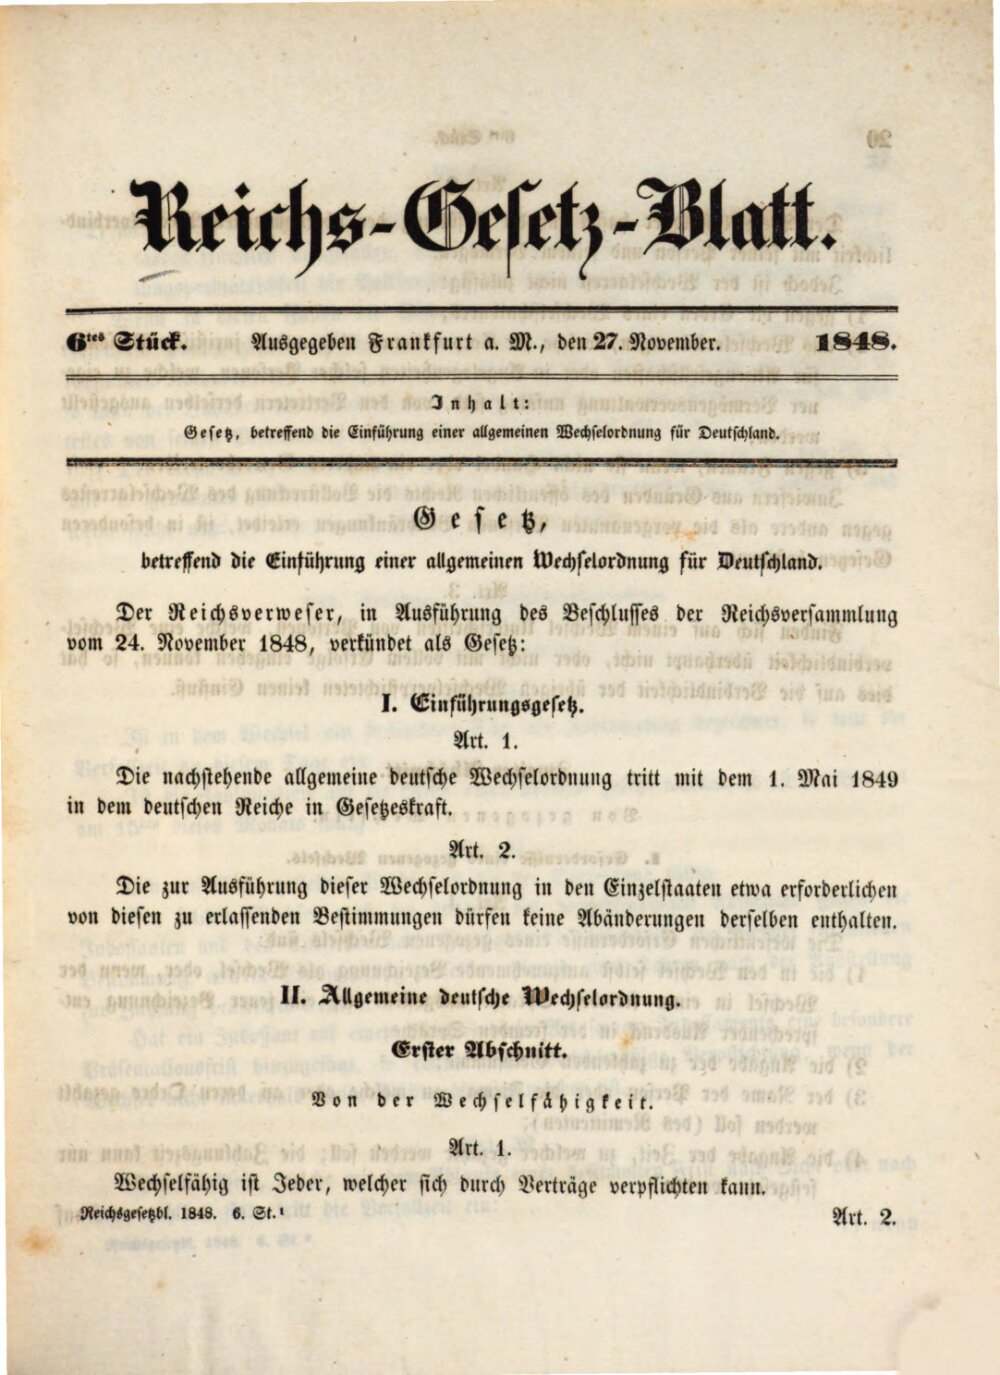 Reichs-Gesetz-Blatt.
6tes Stück. Ausgegeben Frankfurt a. M., den 27. November. 1848.
Inhalt:
Gesetz, betreffend die Einführung einer allgemeinen Wechselordnung für Deutschland.
Gesetz,
betreffend die Einführung einer allgemeinen Wechselordnung für Deutschland.
Der Reichsverweser, in Ausführung des Beschlusses der Reichsversammlung
vom 24. November 1848, verkündet als Gesetz:
I. Einführungsgesetz.
Art. 1.
Die nachstehende allgemeine deutsche Wechselordnung tritt mit dem 1. Mai 1849
in dem deutschen Reiche in Gesetzeskraft.
Art. 2.
Die zur Ausführung dieser Wechselordnung in den Einzelstaaten etwa erforderlichen
von diesen zu erlassenden Bestimmungen dürfen keine Abänderungen derselben enthalten.
II. Allgemeine deutsche Wechselordnung.
Erster Abschnitt.
Von der Wechselfähigkeit.
Art. 1.
Wechselfähig ist Jeder, welcher sich durch Verträge verpflichten kann.
Reichsgesetzbl. 1848. 6. St.¹
Art. 2.